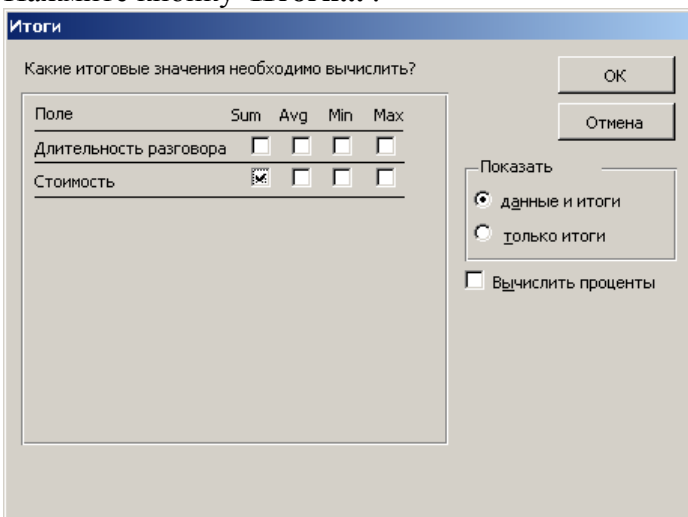 Нажмите кнопку "Итоги...".
Итоги
Какие итоговые значения необходимо вычислить?
ОК
Отмена
Поле Sum Avg Min Max
Длительность разговора
Стоимость
Показать
данные и итоги
только итоги
Вычислить проценты